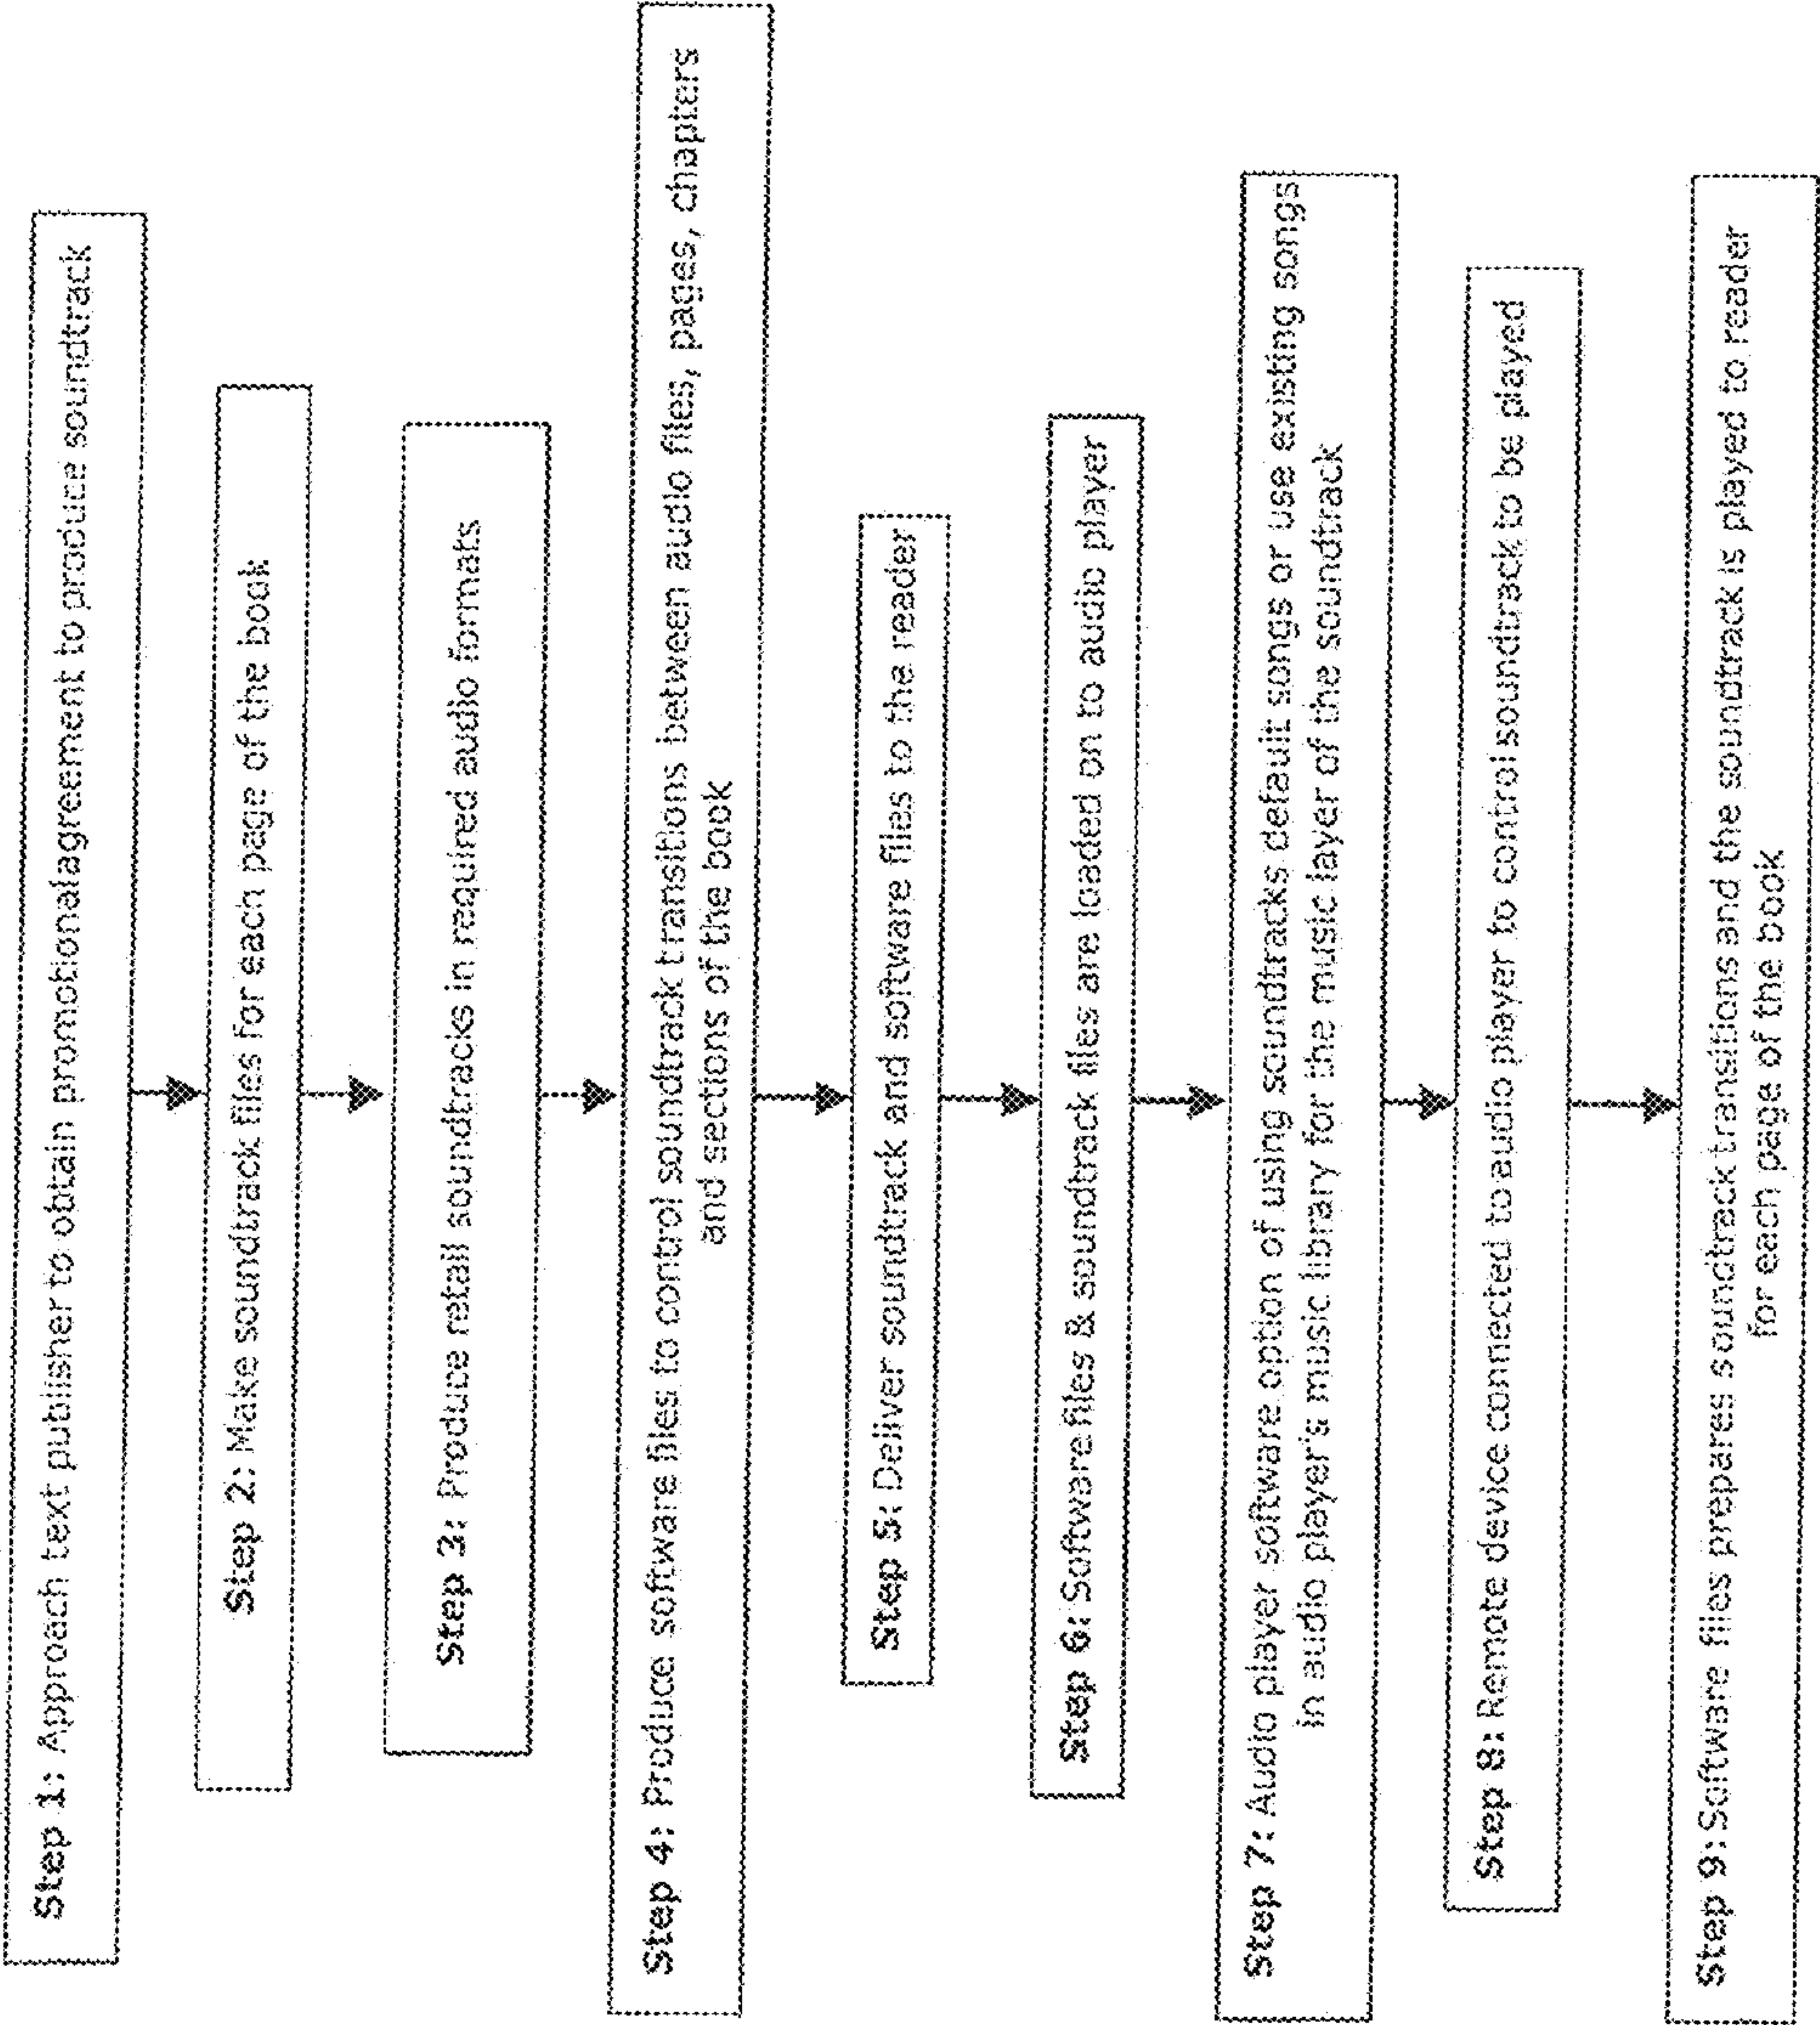 Step 1: Approach text publisher to obtain promotionalagreement to produce soundtrack
Step 2: Make soundtrack files for each page of the book
Step 3: Produce retail soundtracks in required audio formats
Step 4: Produce software files to control soundtrack transitions between audio files, pages, chapters
and sections of the book
Step 5: Deliver soundtrack and software files to the reader
Step 6: Software files & soundtrack files are loaded on to audio player
Step 7: Audio player software option of using soundtracks default songs or use existing songs
in audio player's music library for the music layer of the soundtrack
Step 8: Remote device connected to audio player to control soundtrack to be played
Step 9: Software files prepares soundtrack transitions and the soundtrack is played to reader
for each page of the book